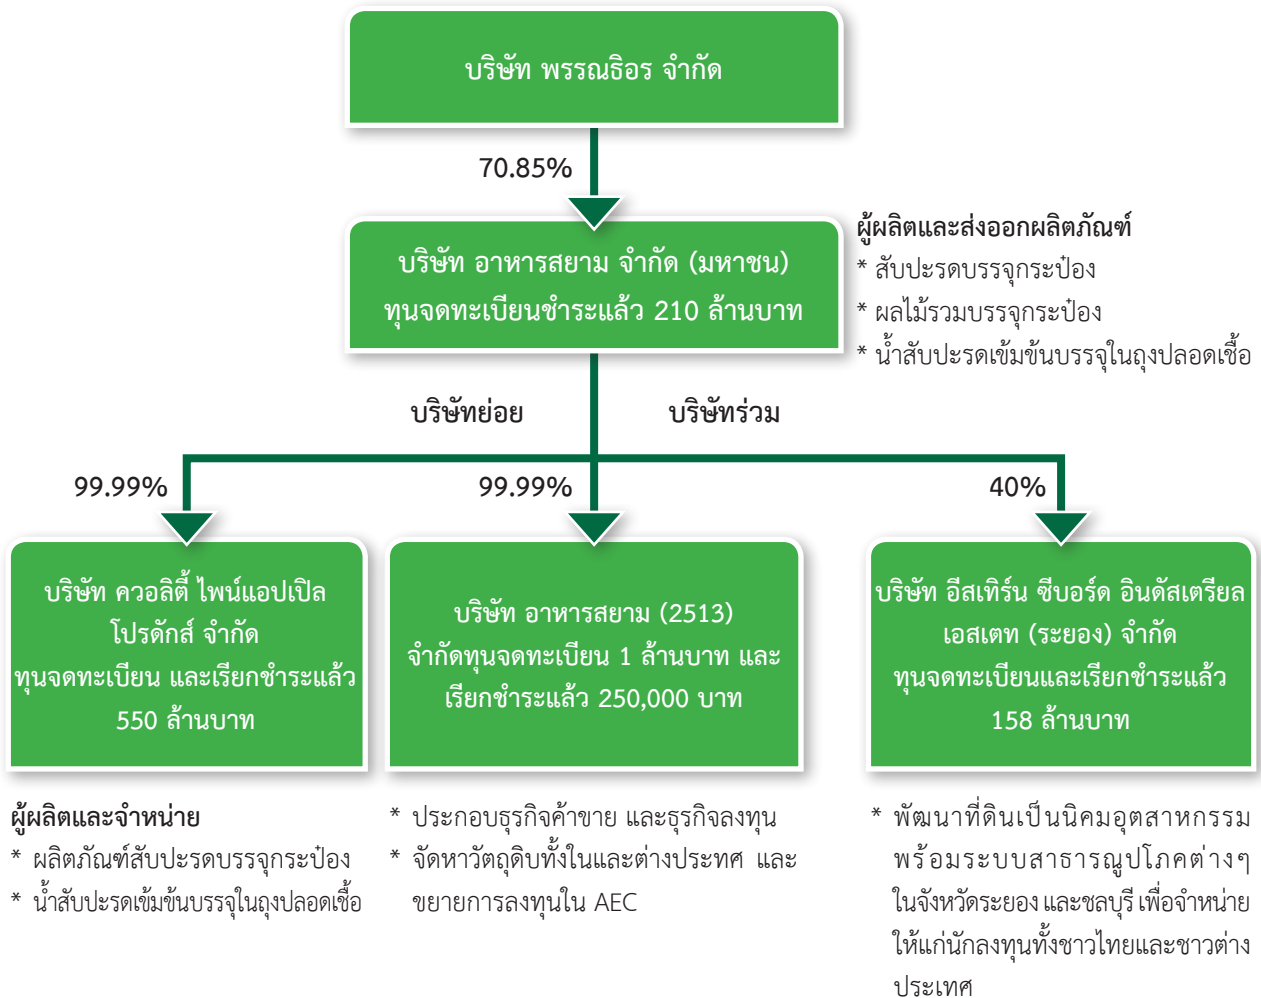 บริษัท พรรณธิอร จำกัด
70.85%
บริษัท อาหารสยาม จำกัด (มหาชน)
ทุนจดทะเบียนชำระแล้ว 210 ล้านบาท
ผู้ผลิตและส่งออกผลิตภัณฑ์
* สับปะรดบรรจุกระป๋อง
* ผลไม้รวมบรรจุกระป๋อง
* น้ำสับปะรดเข้มข้นบรรจุในถุงปลอดเชื้อ
บริษัทย่อย
บริษัทร่วม
99.99%
99.99%
40%
บริษัท ควอลิตี้ ไพน์แอปเปิล
โปรดักส์ จำกัด
ทุนจดทะเบียน และเรียกชำระแล้ว
550 ล้านบาท
บริษัท อาหารสยาม (2513)
จำกัดทุนจดทะเบียน 1 ล้านบาท และ
เรียกชำระแล้ว 250,000 บาท
บริษัท อีสเทิร์น ซีบอร์ด อินดัสเตรียล
เอสเตท (ระยอง) จำกัด
ทุนจดทะเบียนและเรียกชำระแล้ว
158 ล้านบาท
ผู้ผลิตและจำหน่าย
* ผลิตภัณฑ์สับปะรดบรรจุกระป๋อง
* น้ำสับปะรดเข้มข้นบรรจุในถุงปลอดเชื้อ
* ประกอบธุรกิจค้าขาย และธุรกิจลงทุน
* จัดหาวัตถุดิบทั้งในและต่างประเทศ และ
ขยายการลงทุนใน AEC
* พัฒนาที่ดินเป็นนิคมอุตสาหกรรม
พร้อมระบบสาธารณูปโภคต่างๆ
ในจังหวัดระยอง และชลบุรี เพื่อจำหน่าย
ให้แก่นักลงทุนทั้งชาวไทยและชาวต่าง
ประเทศ